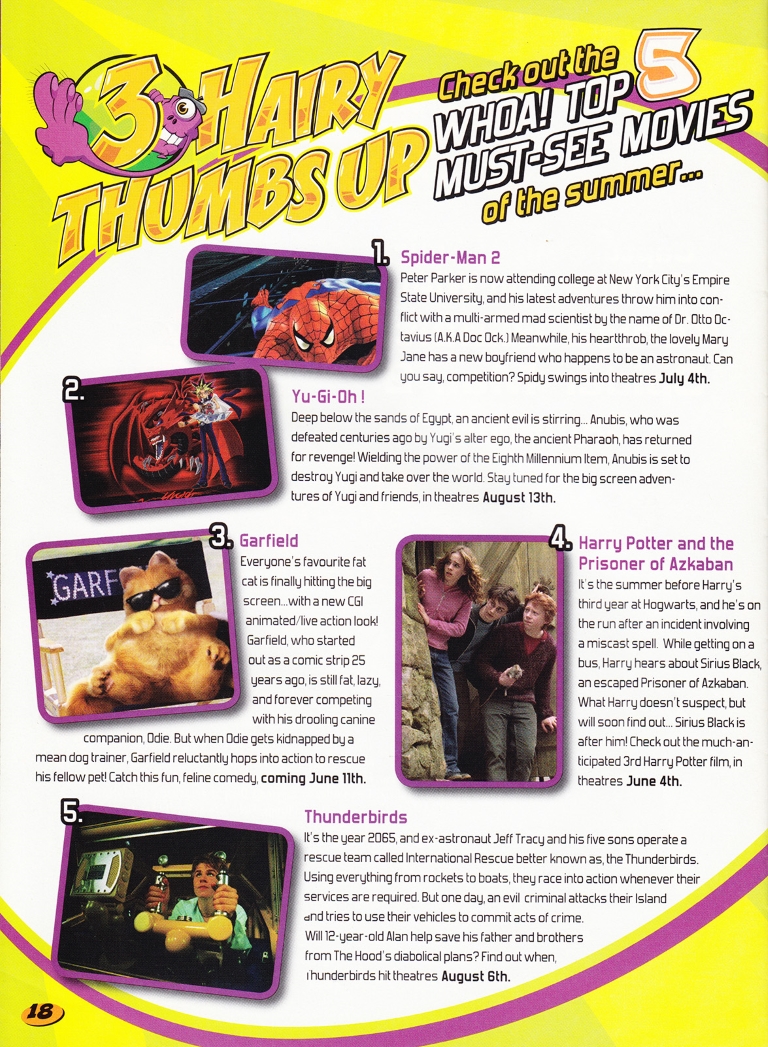 3 HAIRY
THUMBS UP
Check out the
WHOA! TOP 5
MUST-SEE MOVIES
of the summer...
1.
Spider-Man 2
Peter Parker is now attending college at New York City's Empire
State University, and his latest adventures throw him into con-
flict with a multi-armed mad scientist by the name of Dr. Otto Oc-
tavius (A.K.A Doc Ock.) Meanwhile, his heartthrob, the lovely Mary
Jane has a new boyfriend who happens to be an astronaut. Can
you say, competition? Spidy swings into theatres July 4th.
2.
Yu-Gi-Oh !
Deep below the sands of Egypt, an ancient evil is stirring... Anubis, who was
defeated centuries ago by Yugi's alter ego, the ancient Pharaoh, has returned
for revenge! Wielding the power of the Eighth Millennium Item, Anubis is set to
destroy Yugi and take over the world. Stay tuned for the big screen adven-
tures of Yugi and friends, in theatres August 13th.
3.
GARF
Garfield
Everyone's favourite fat
cat is finally hitting the big
screen...with a new CGI
animated/live action look!
Garfield, who started
out as a comic strip 25
years ago, is still fat, lazy,
and forever competing
with his drooling canine
companion, Odie. But when Odie gets kidnapped by a
mean dog trainer, Garfield reluctantly hops into action to rescue
his fellow pet! Catch this fun, feline comedy, coming June 11th.
4.
Harry Potter and the
Prisoner of Azkaban
It's the summer before Harry's
third year at Hogwarts, and he's on
the run after an incident involving
a miscast spell. While getting on a
bus, Harry hears about Sirius Black,
an escaped Prisoner of Azkaban.
What Harry doesn't suspect, but
will soon find out... Sirius Black is
after him! Check out the much-an-
ticipated 3rd Harry Potter film, in
theatres June 4th.
5.
Thunderbirds
It's the year 2065, and ex-astronaut Jeff Tracy and his five sons operate a
rescue team called International Rescue better known as, the Thunderbirds.
Using everything from rockets to boats, they race into action whenever their
services are required. But one day, an evil criminal attacks their Island
and tries to use their vehicles to commit acts of crime.
Will 12-year-old Alan help save his father and brothers
from The Hood's diabolical plans? Find out when,
Thunderbirds hit theatres August 6th.
18